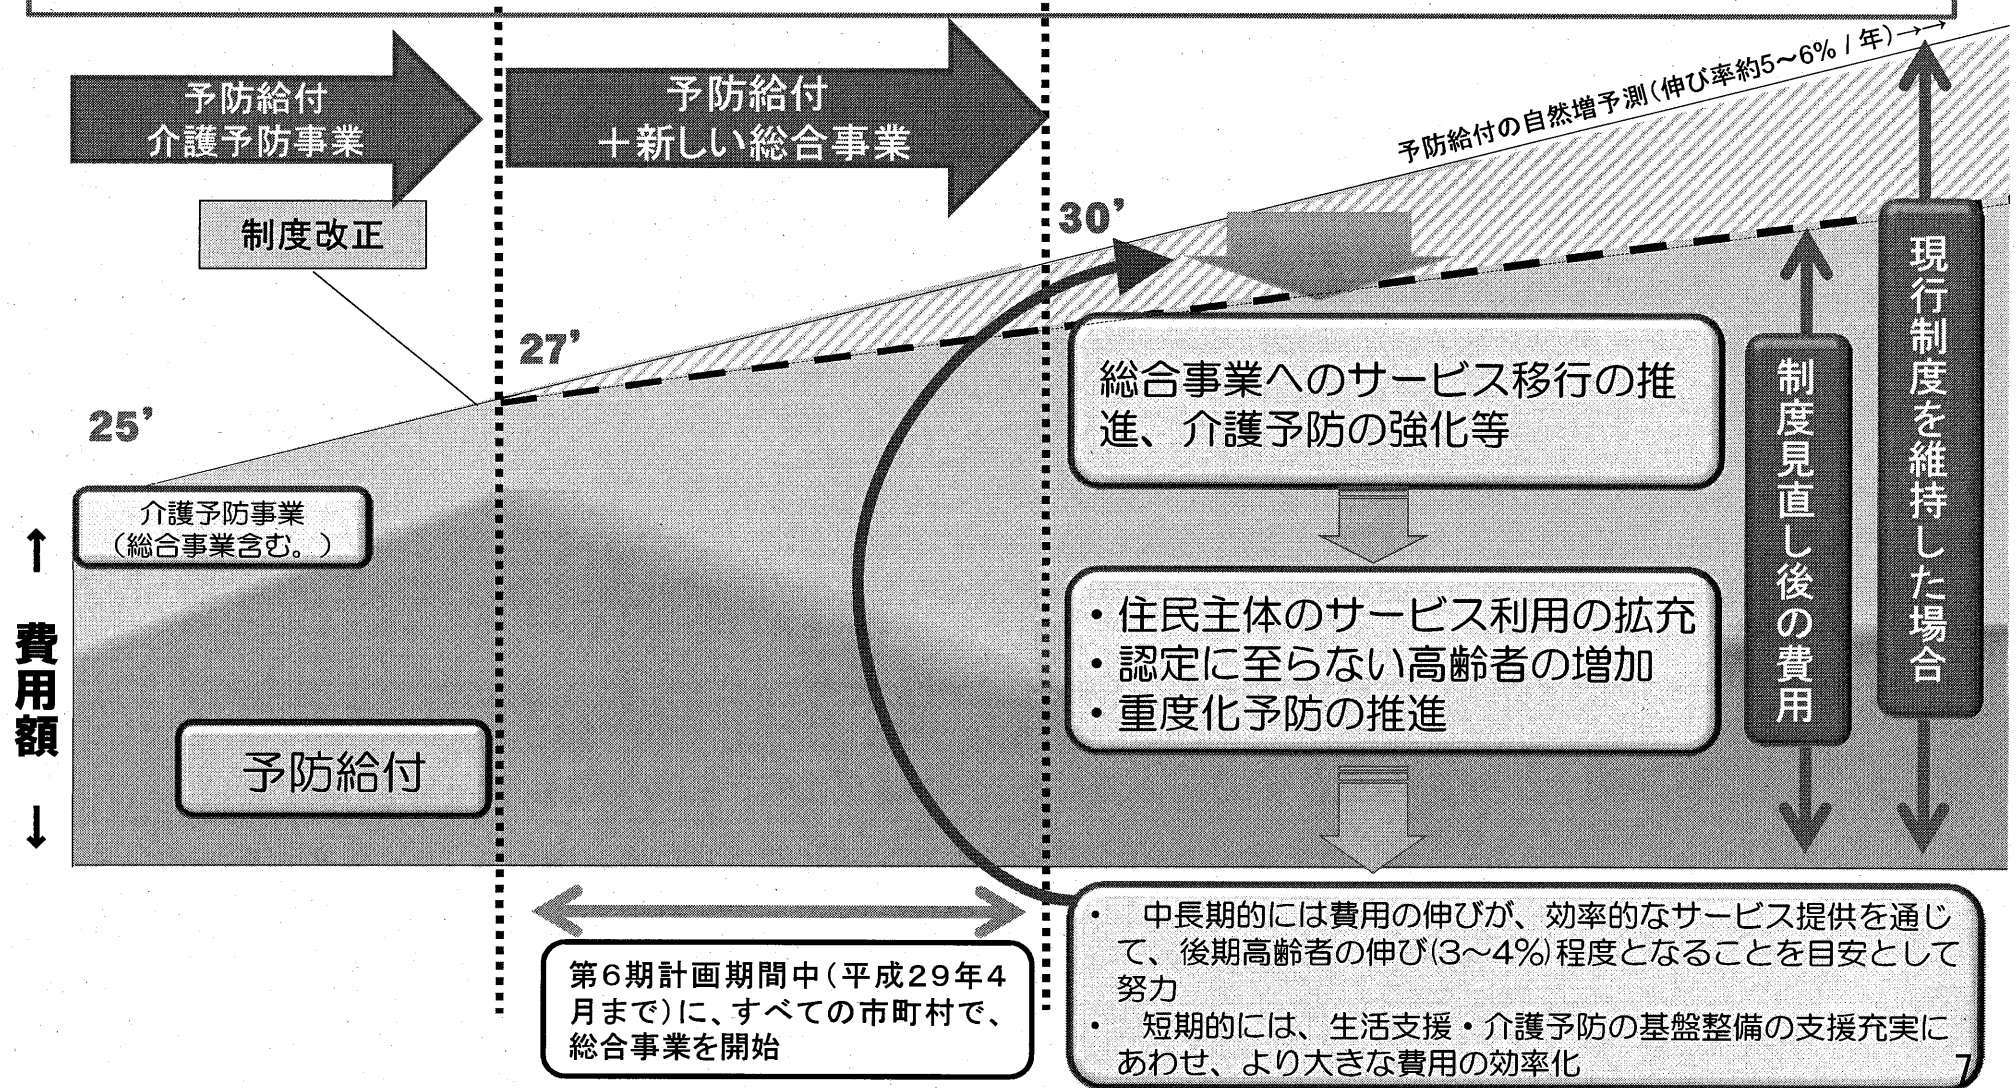 予防給付
介護予防事業
予防給付
＋新しい総合事業
予防給付の自然増予測（伸び率約5～6% / 年）→→
制度改正
25’
27’
30’
介護予防事業
（総合事業含む。）
予防給付
↑
費用額
↓
総合事業へのサービス移行の推
進、介護予防の強化等
・住民主体のサービス利用の拡充
・認定に至らない高齢者の増加
・重度化予防の推進
制度見直し後の費用
現行制度を維持した場合
第6期計画期間中（平成29年4
月まで）に、すべての市町村で、
総合事業を開始
・ 中長期的には費用の伸びが、効率的なサービス提供を通じ
て、後期高齢者の伸び(3～4%)程度となることを目安として
努力
・ 短期的には、生活支援・介護予防の基盤整備の支援充実に
あわせ、より大きな費用の効率化
7